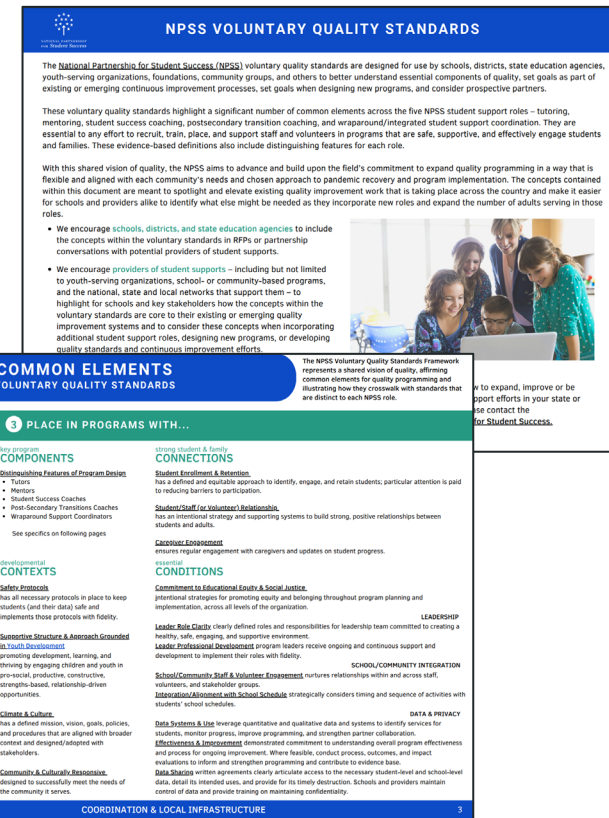 NATIONAL PARTNERSHIP
FOR Student Success
NPSS VOLUNTARY QUALITY STANDARDS
The National Partnership for Student Success (NPSS) voluntary quality standards are designed for use by schools, districts, state education agencies,
youth-serving organizations, foundations, community groups, and others to better understand essential components of quality, set goals as part of
existing or emerging continuous improvement processes, set goals when designing new programs, and consider prospective partners.
These voluntary quality standards highlight a significant number of common elements across the five NPSS student support roles – tutoring,
mentoring, student success coaching, postsecondary transition coaching, and wraparound/integrated student support coordination. They are
essential to any effort to recruit, train, place, and support staff and volunteers in programs that are safe, supportive, and effectively engage students
and families. These evidence-based definitions also include distinguishing features for each role.
With this shared vision of quality, the NPSS aims to advance and build upon the field's commitment to expand quality programming in a way that is
flexible and aligned with each community's needs and chosen approach to pandemic recovery and program implementation. The concepts contained
within this document are meant to spotlight and elevate existing quality improvement work that is taking place across the country and make it easier
for schools and providers alike to identify what else might be needed as they incorporate new roles and expand the number of adults serving in those
roles.
• We encourage schools, districts, and state education agencies to include
the concepts within the voluntary standards in RFPs or partnership
conversations with potential providers of student supports.
• We encourage providers of student supports – including but not limited
to youth-serving organizations, school- or community-based programs,
and the national, state and local networks that support them – to
highlight for schools and key stakeholders how the concepts within the
voluntary standards are core to their existing or emerging quality
improvement systems and to consider these concepts when incorporating
additional student support roles, designing new programs, or developing
quality standards and continuous improvement efforts.
w to expand, improve or be
pport efforts in your state or
ase contact the
for Student Success.
COMMON ELEMENTS
VOLUNTARY QUALITY STANDARDS
The NPSS Voluntary Quality Standards Framework
represents a shared vision of quality, affirming
common elements for quality programming and
illustrating how they crosswalk with standards that
are distinct to each NPSS role.
3 PLACE IN PROGRAMS WITH...
key program
COMPONENTS
Distinguishing Features of Program Design
• Tutors
• Mentors
• Student Success Coaches
• Post-Secondary Transitions Coaches
• Wraparound Support Coordinators
See specifics on following pages
strong student & family
CONNECTIONS
Student Enrollment & Retention
has a defined and equitable approach to identify, engage, and retain students; particular attention is paid
to reducing barriers to participation.
Student/Staff (or Volunteer) Relationship
has an intentional strategy and supporting systems to build strong, positive relationships between
students and adults.
Caregiver Engagement
ensures regular engagement with caregivers and updates on student progress.
developmental
CONTEXTS
Safety Protocols
has all necessary protocols in place to keep
students (and their data) safe and
implements those protocols with fidelity.
Supportive Structure & Approach Grounded
in Youth Development
promoting development, learning, and
thriving by engaging children and youth in
pro-social, productive, constructive,
strengths-based, relationship-driven
opportunities.
Climate & Culture
has a defined mission, vision, goals, policies,
and procedures that are aligned with broader
context and designed/adopted with
stakeholders.
Community & Culturally Responsive
designed to successfully meet the needs of
the community it serves.
essential
CONDITIONS
Commitment to Educational Equity & Social Justice
intentional strategies for promoting equity and belonging throughout program planning and
implementation, across all levels of the organization.
LEADERSHIP
Leader Role Clarity clearly defined roles and responsibilities for leadership team committed to creating a
healthy, safe, engaging, and supportive environment.
Leader Professional Development program leaders receive ongoing and continuous support and
development to implement their roles with fidelity.
SCHOOL/COMMUNITY INTEGRATION
School/Community Staff & Volunteer Engagement nurtures relationships within and across staff,
volunteers, and stakeholder groups.
Integration/Alignment with School Schedule strategically considers timing and sequence of activities with
students' school schedules.
DATA & PRIVACY
Data Systems & Use leverage quantitative and qualitative data and systems to identify services for
students, monitor progress, improve programming, and strengthen partner collaboration.
Effectiveness & Improvement demonstrated commitment to understanding overall program effectiveness
and process for ongoing improvement. Where feasible, conduct process, outcomes, and impact
evaluations to inform and strengthen programming and contribute to evidence base.
Data Sharing written agreements clearly articulate access to the necessary student-level and school-level
data, detail its intended uses, and provide for its timely destruction. Schools and providers maintain
control of data and provide training on maintaining confidentiality.
COORDINATION & LOCAL INFRASTRUCTURE
3